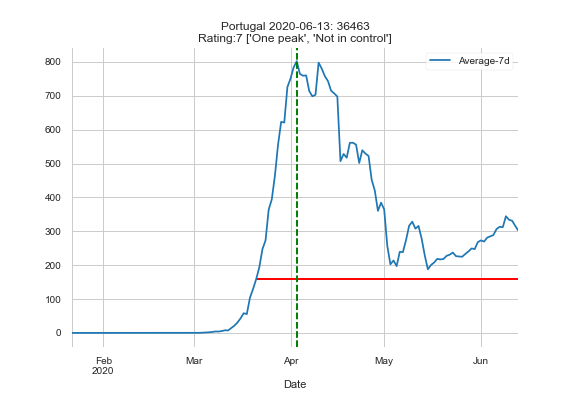 Portugal 2020-06-13: 36463
Rating:7 ['One peak', 'Not in control']
Average-7d
800
700
600
500
400
300
200
100
0
Feb
2020
Mar
Apr
May
Jun
Date